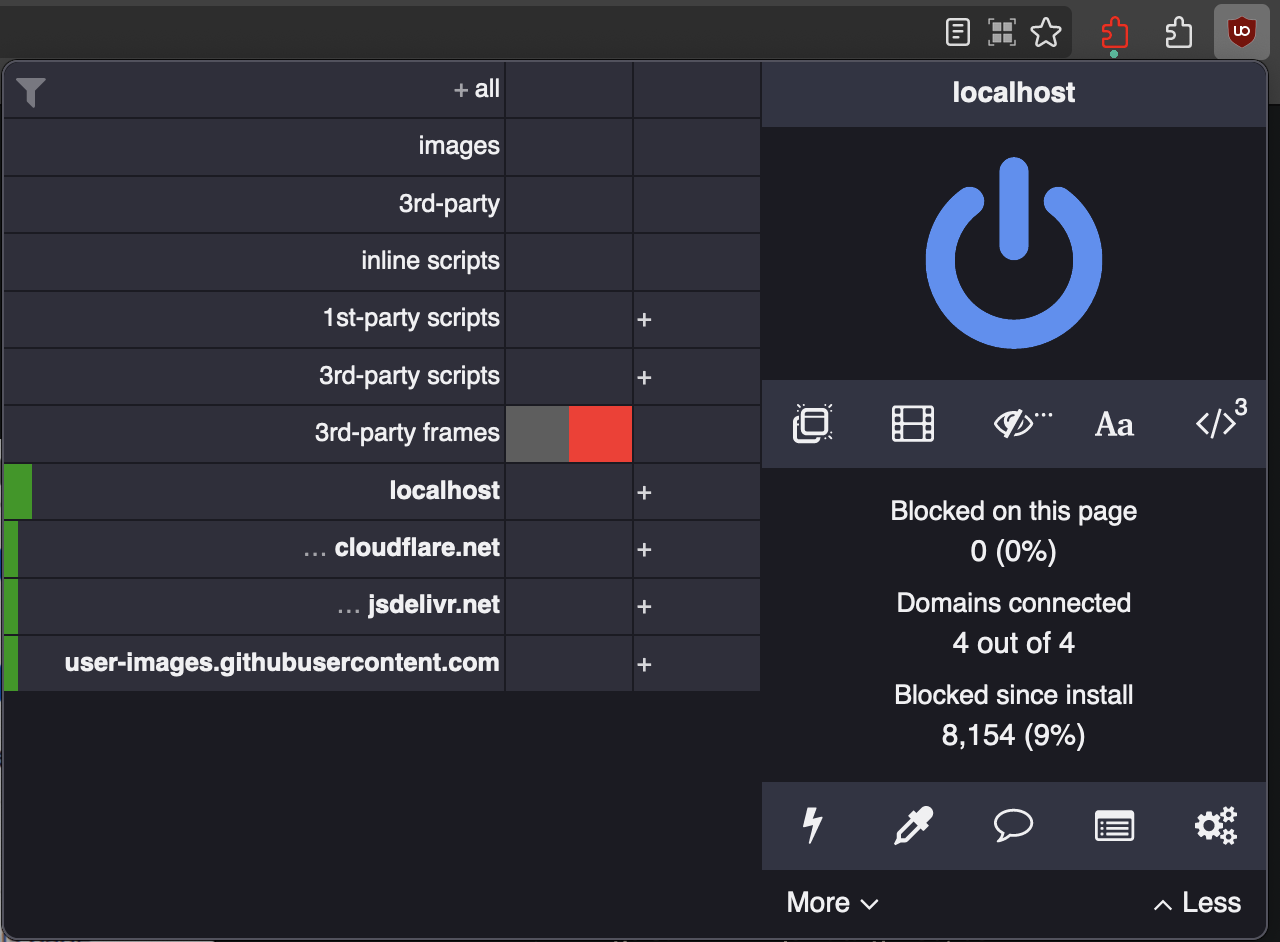 + all
images
3rd-party
inline scripts
1st-party scripts +
3rd-party scripts +
3rd-party frames
localhost +
... cloudflare.net +
... jsdelivr.net +
user-images.githubusercontent.com +
uo
localhost
Aa
</> 3
Blocked on this page
0 (0%)
Domains connected
4 out of 4
Blocked since install
8,154 (9%)
More
Less